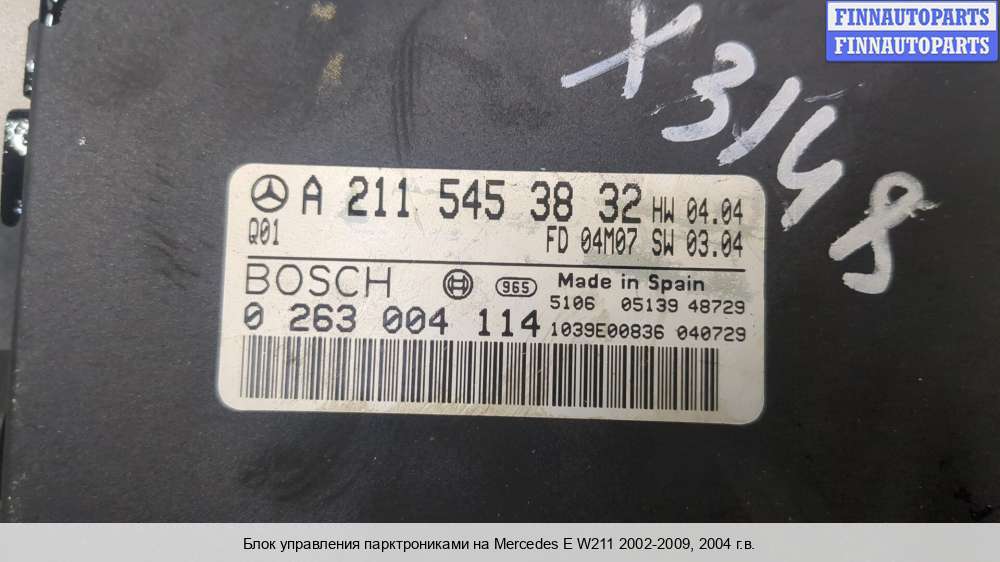 FINNAUTOPARTS
FINNAUTOPARTS
X3148
A 211 545 38 32 HW 04.04
Q01 FD 04M07 SW 03.04
BOSCH 965 Made in Spain
5106 05139 48729
0 263 004 114 1039E00836 040729
Блок управления парктрониками на Mercedes E W211 2002-2009, 2004 г.в.